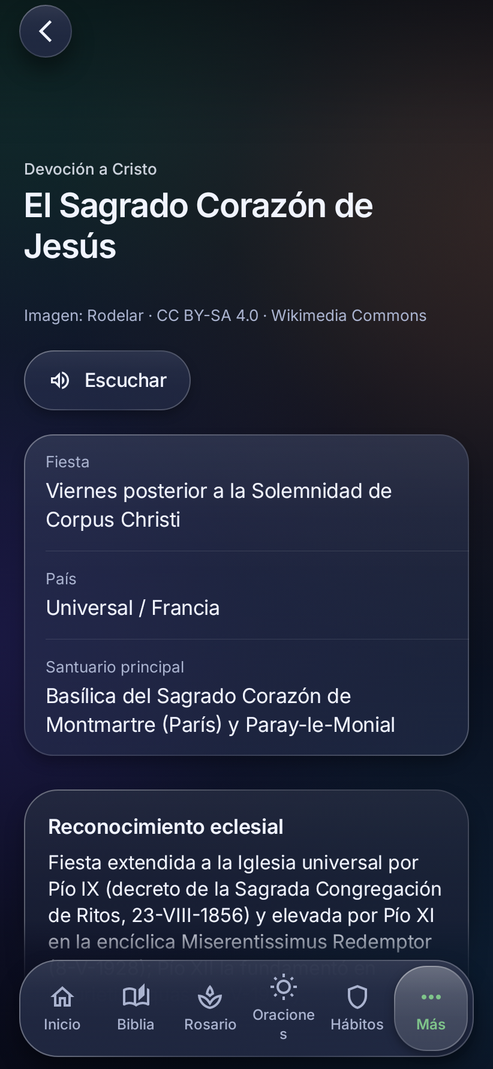 Devoción a Cristo
El Sagrado Corazón de
Jesús
Imagen: Rodelar · CC BY-SA 4.0 · Wikimedia Commons
Escuchar
Fiesta
Viernes posterior a la Solemnidad de
Corpus Christi
País
Universal / Francia
Santuario principal
Basílica del Sagrado Corazón de
Montmartre (París) y Paray-le-Monial
Reconocimiento eclesial
Fiesta extendida a la Iglesia universal por
Pío IX (decreto de la Sagrada Congregación
de Ritos, 23-VIII-1856) y elevada por Pío XI
en la encíclica Miserentissimus Redemptor
Inicio
Biblia
Rosario
Oracione
s
Hábitos
Más